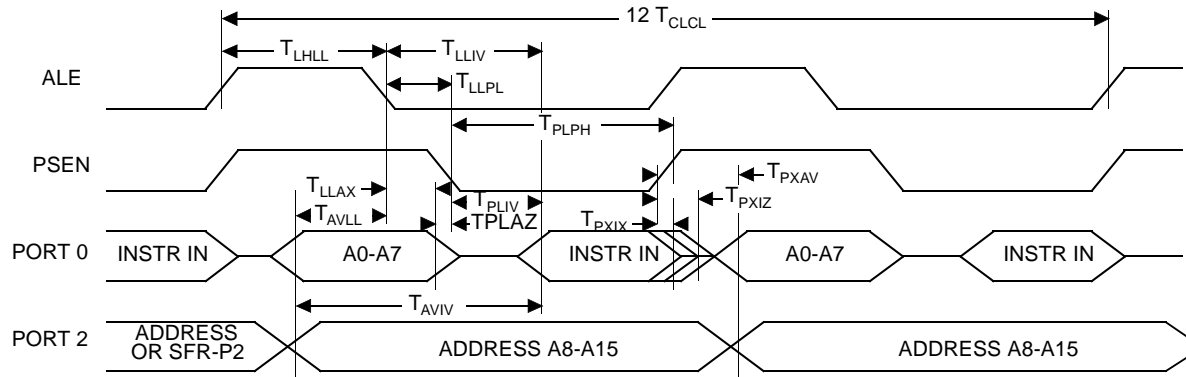 12 TCLCL
TLHLL TLLIV
ALE
TLLPL
TPLPH
PSEN
TPXAV
TLLAX
TPLIV TPXIZ
TAVLL
TPLAZ TPXIX
PORT 0 INSTR IN A0-A7 INSTR IN A0-A7 INSTR IN
TAVIV
PORT 2 ADDRESS
OR SFR-P2 ADDRESS A8-A15 ADDRESS A8-A15